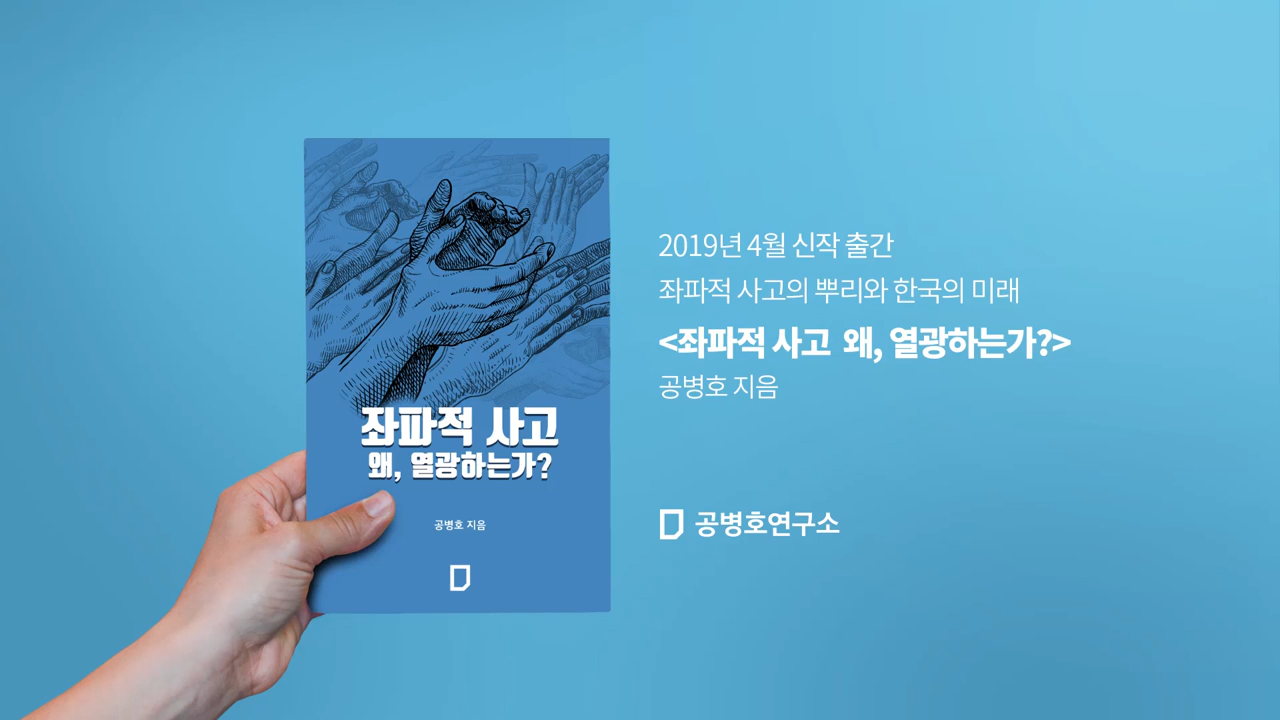 좌파적 사고
왜, 열광하는가?
공병호 지음
2019년 4월 신작 출간
좌파적 사고의 뿌리와 한국의 미래
<좌파적 사고 왜, 열광하는가?>
공병호 지음
공병호연구소